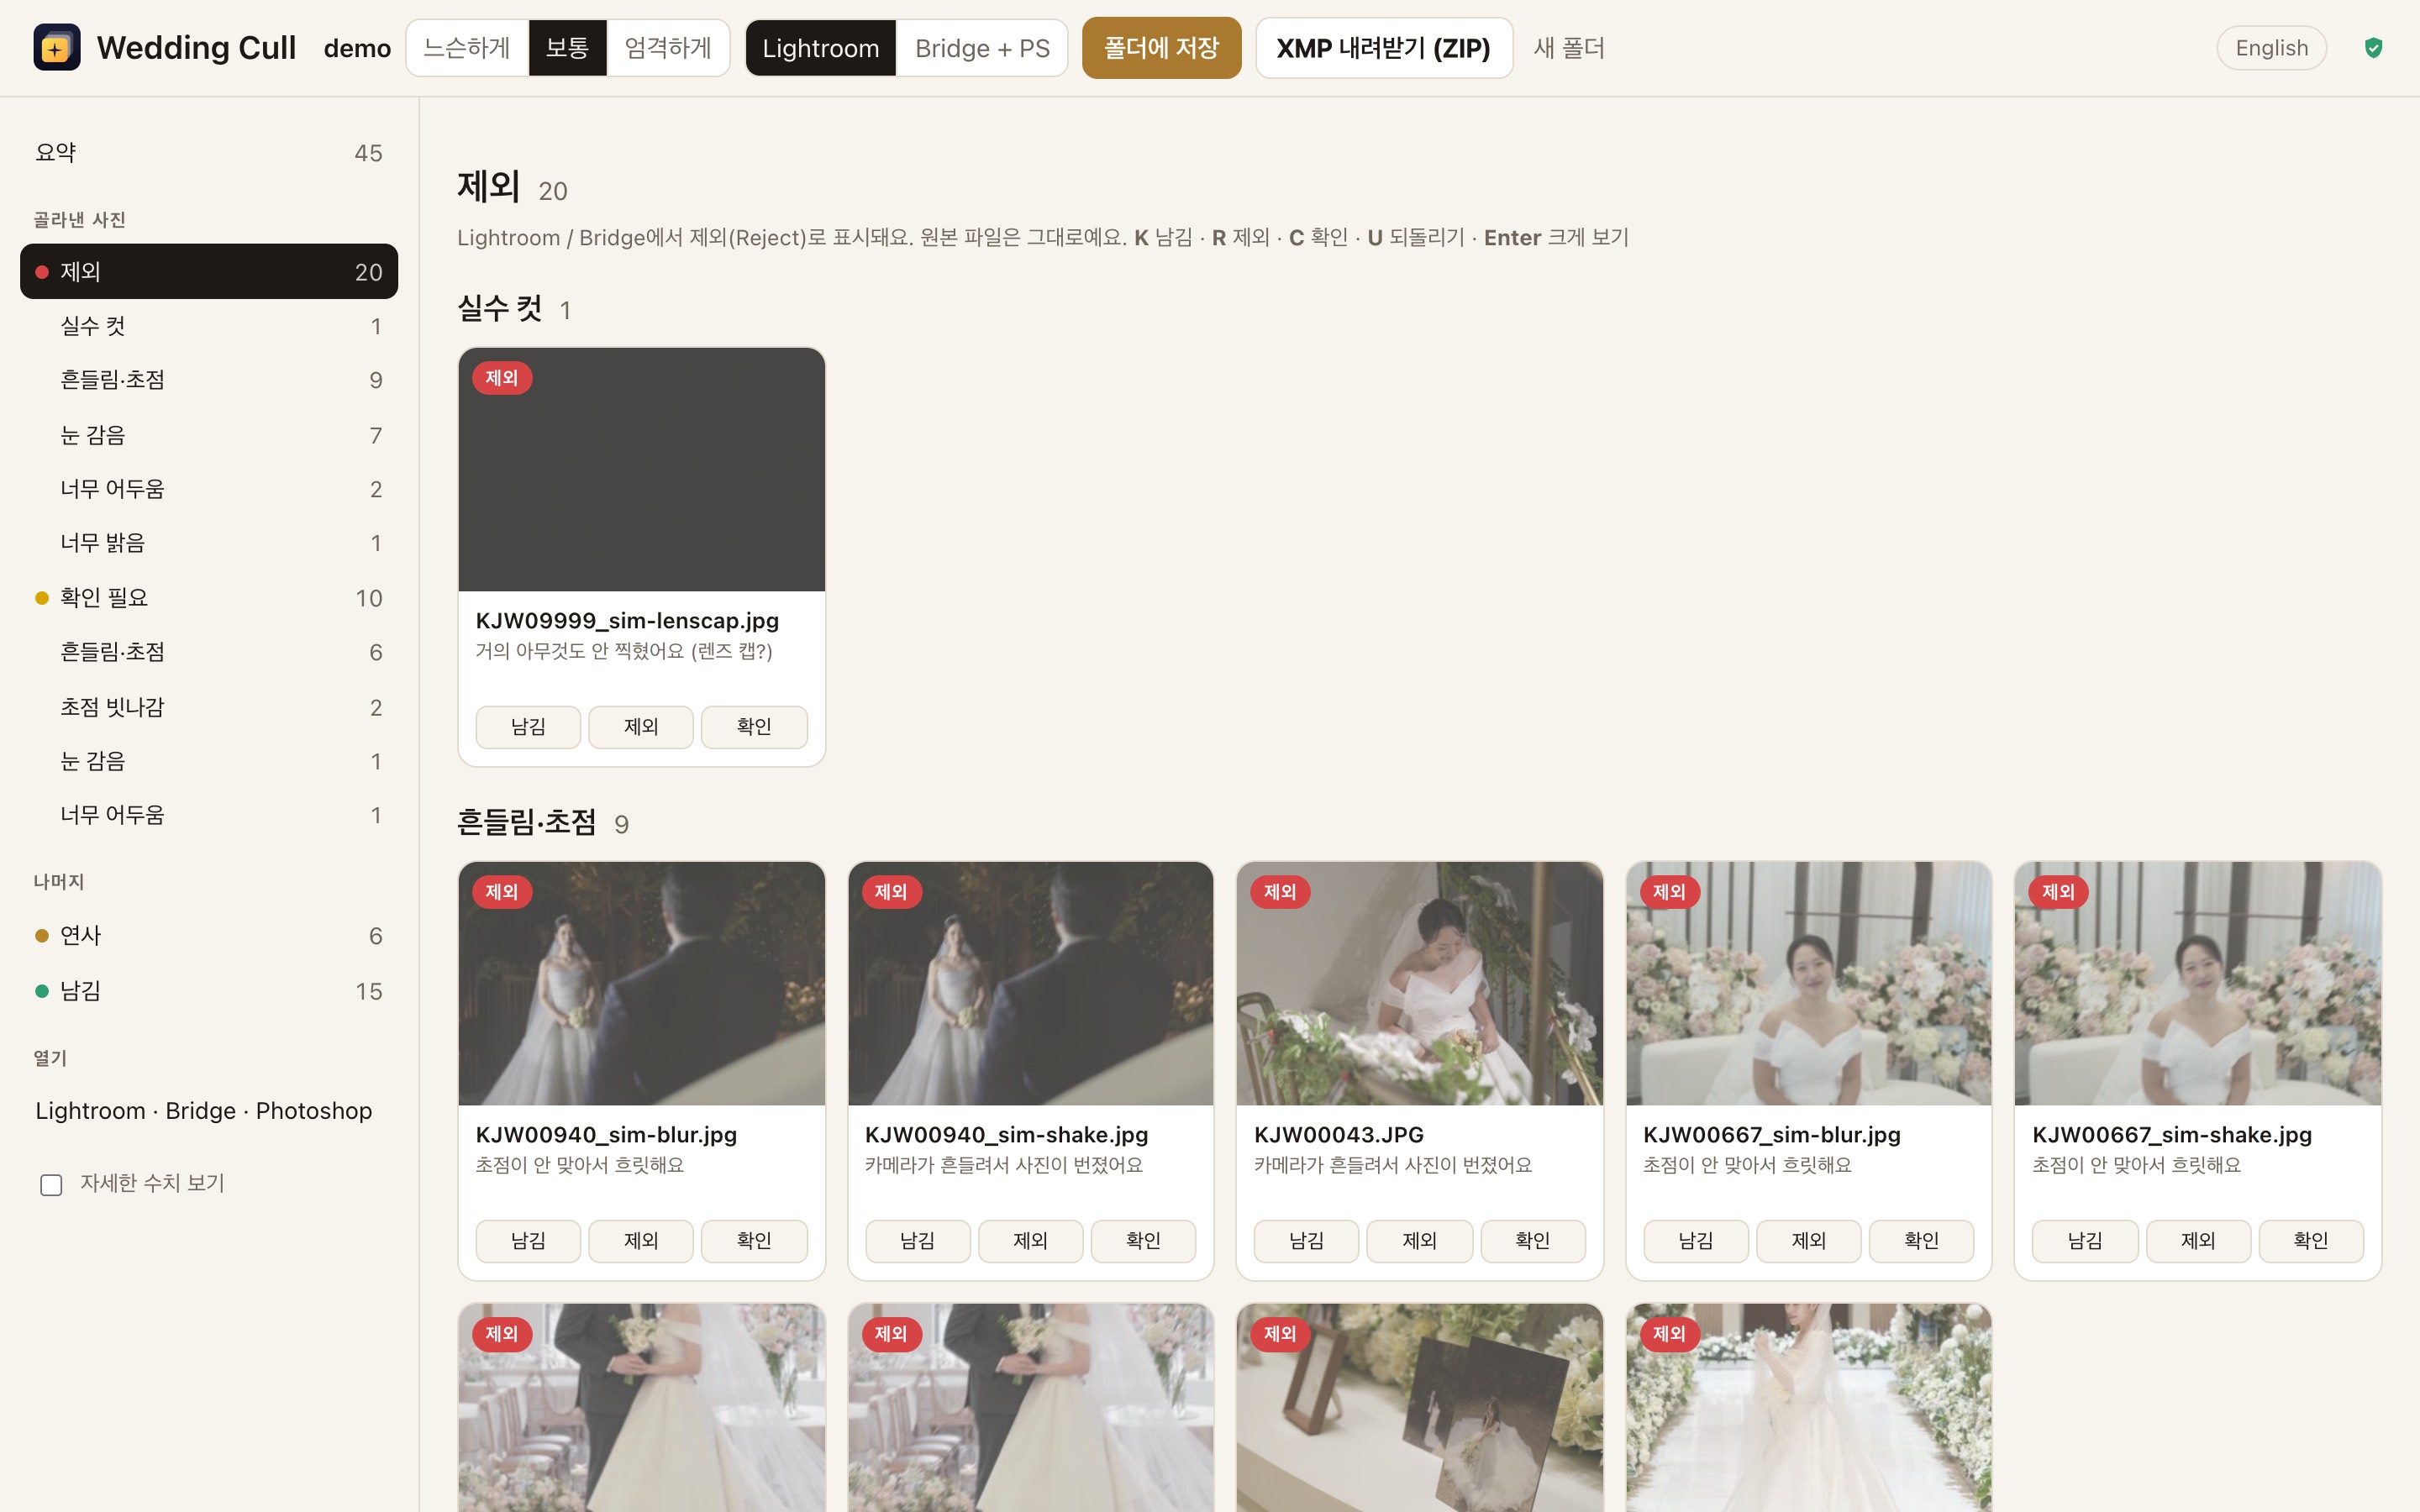 Wedding Cull demo 느슨하게 보통 엄격하게 Lightroom Bridge + PS 폴더에 저장 XMP 내려받기 (ZIP) 새 폴더 English
요약 45
골라낸 사진
제외 20
실수 컷 1
흔들림·초점 9
눈 감음 7
너무 어두움 2
너무 밝음 1
확인 필요 10
흔들림·초점 6
초점 빗나감 2
눈 감음 1
너무 어두움 1
나머지
연사 6
남김 15
열기
Lightroom · Bridge · Photoshop
자세한 수치 보기
제외 20
Lightroom / Bridge에서 제외(Reject)로 표시돼요. 원본 파일은 그대로예요. K 남김 · R 제외 · C 확인 · U 되돌리기 · Enter 크게 보기
실수 컷 1
제외
KJW09999_sim-lenscap.jpg
거의 아무것도 안 찍혔어요 (렌즈 캡?)
남김 제외 확인
흔들림·초점 9
제외 제외 제외 제외 제외
KJW00940_sim-blur.jpg KJW00940_sim-shake.jpg KJW00043.JPG KJW00667_sim-blur.jpg KJW00667_sim-shake.jpg
초점이 안 맞아서 흐릿해요 카메라가 흔들려서 사진이 번졌어요 카메라가 흔들려서 사진이 번졌어요 초점이 안 맞아서 흐릿해요 초점이 안 맞아서 흐릿해요
남김 제외 확인 남김 제외 확인 남김 제외 확인 남김 제외 확인 남김 제외 확인
제외 제외 제외 제외